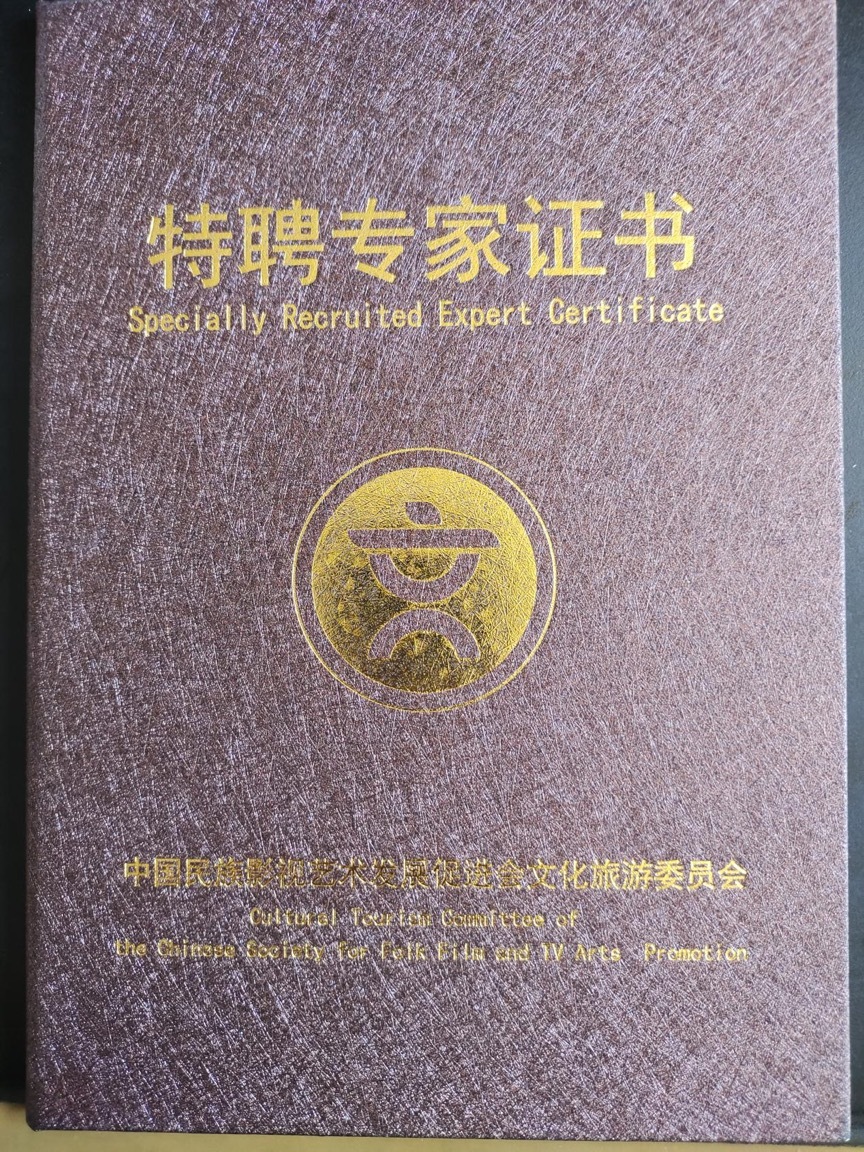 特聘专家证书
Specially Recruited Expert Certificate
中国民族影视艺术发展促进会文化旅游委员会
Cultural Tourism Committee of
the Chinese Society for Folk Film and TV Arts Promotion